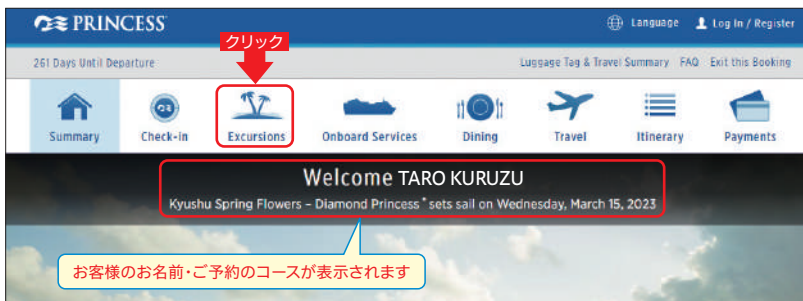 PRINCESS
Language Log In / Register
クリック
261 Days Until Departure
Luggage Tag & Travel Summary FAQ Exit this Booking
Summary Check-in Excursions Onboard Services Dining Travel Itinerary Payments
Welcome TARO KURUZU
Kyushu Spring Flowers – Diamond Princess® sets sail on Wednesday, March 15, 2023
お客様のお名前・ご予約のコースが表示されます